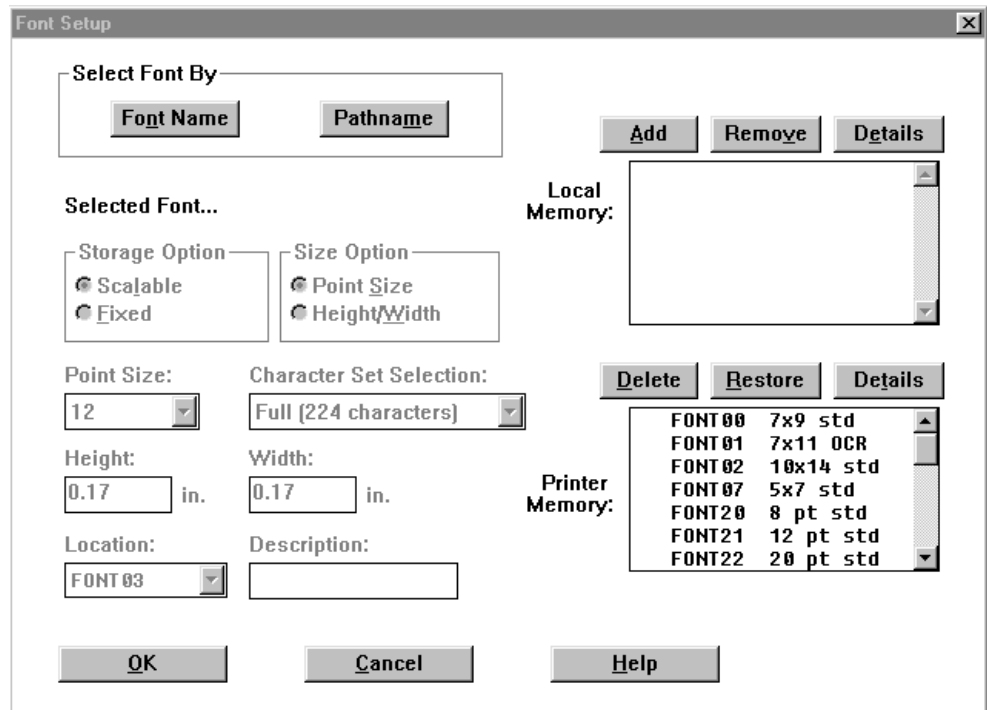 Font Setup
Select Font By
Font Name Pathname
Add Remove Details
Local Memory:
Selected Font...
Storage Option
Scalable
Fixed
Size Option
Point Size
Height/Width
Point Size:
12
Character Set Selection:
Full (224 characters)
Height:
0.17 in.
Width:
0.17 in.
Location:
FONT03
Description:
Delete Restore Details
Printer Memory:
FONT00 7x9 std
FONT01 7x11 OCR
FONT02 10x14 std
FONT07 5x7 std
FONT20 8 pt std
FONT21 12 pt std
FONT22 20 pt std
OK Cancel Help